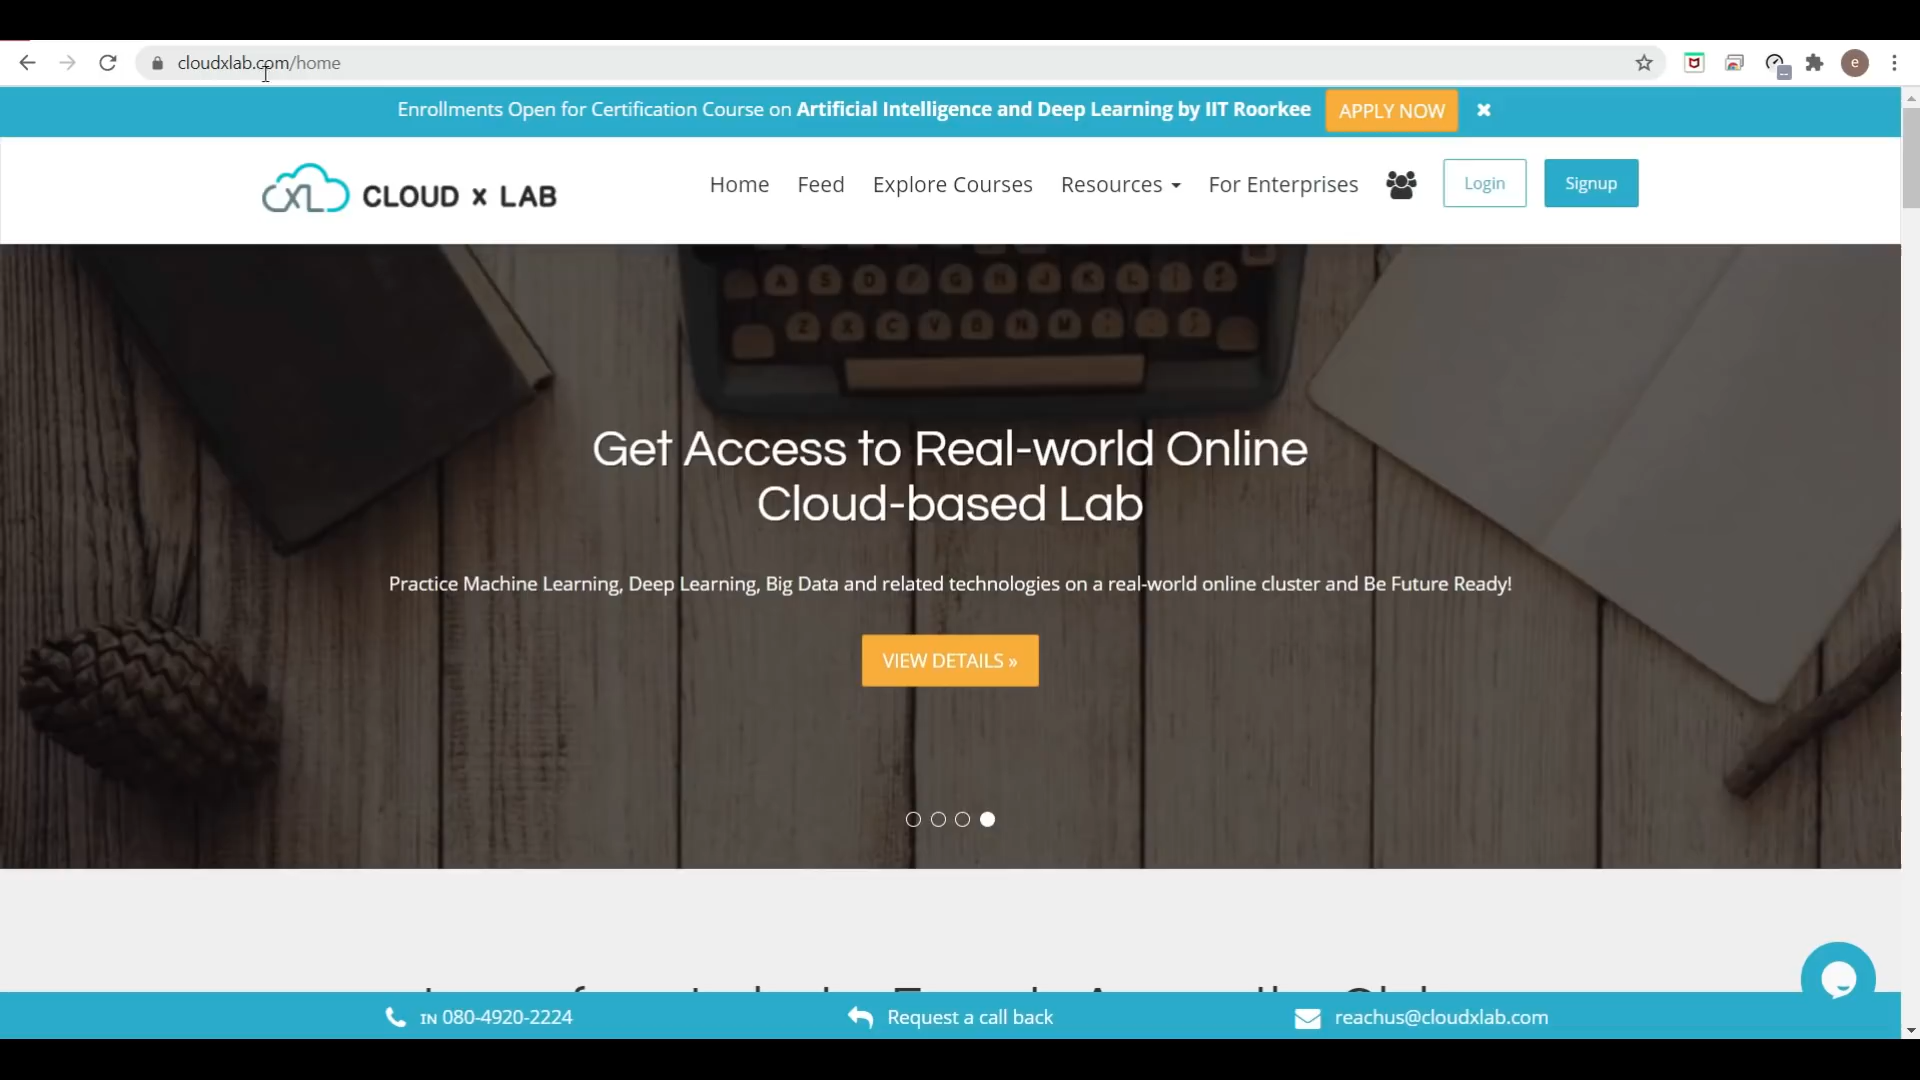 cloudxlab.com/home
Enrollments Open for Certification Course on Artificial Intelligence and Deep Learning by IIT Roorkee APPLY NOW
CXL CLOUD x LAB
Home Feed Explore Courses Resources For Enterprises Login Signup
e
A S D F G H J K L
Z X C V B N M
Get Access to Real-world Online
Cloud-based Lab
Practice Machine Learning, Deep Learning, Big Data and related technologies on a real-world online cluster and Be Future Ready!
VIEW DETAILS »
IN 080-4920-2224 Request a call back reachus@cloudxlab.com